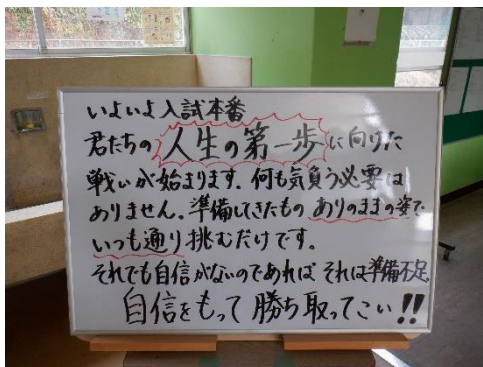 いよいよ入試本番
君たちの人生の第一歩に向けた
戦いが始まります。何も気負う必要は
ありません。準備してきたものありのままの姿で
いつも通り挑むだけです。
それでも自信がないのであればそれは準備不足
自信をもって勝ち取ってこい!!